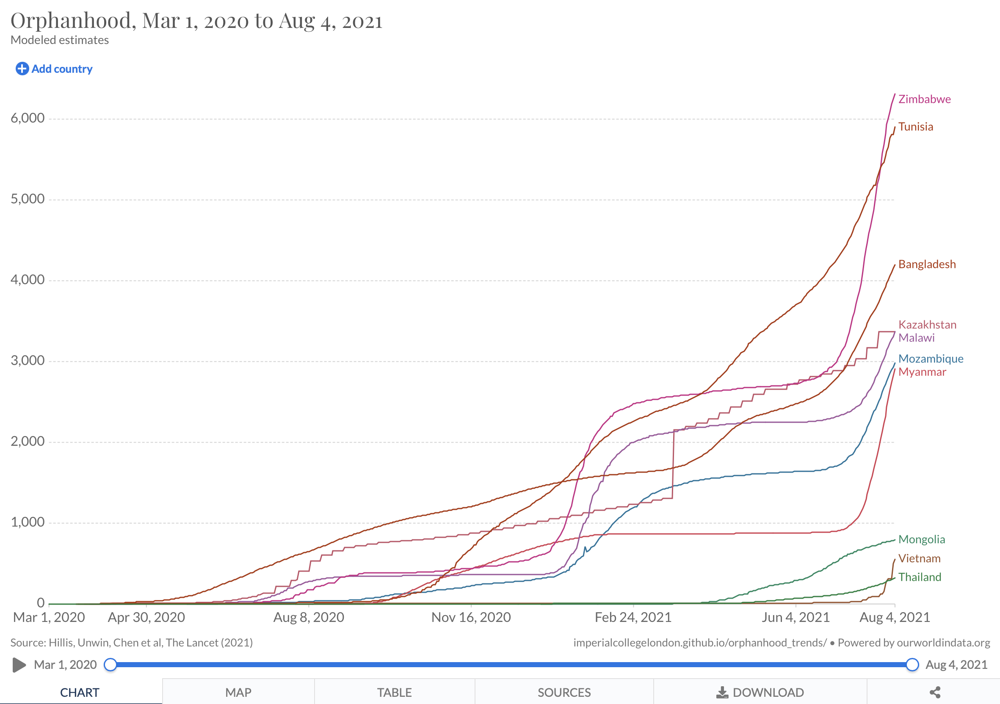 Orphanhood, Mar 1, 2020 to Aug 4, 2021
Modeled estimates
Add country
Zimbabwe
6,000
Tunisia
5,000
Bangladesh
4,000
Kazakhstan
Malawi
3,000
Mozambique
Myanmar
2,000
1,000
Mongolia
Vietnam
Thailand
0
Mar 1, 2020 Apr 30, 2020 Aug 8, 2020 Nov 16, 2020 Feb 24, 2021 Jun 4, 2021 Aug 4, 2021
Source: Hillis, Unwin, Chen et al, The Lancet (2021) imperialcollegelondon.github.io/orphanhood_trends/ • Powered by ourworldindata.org
Mar 1, 2020 Aug 4, 2021
CHART MAP TABLE SOURCES DOWNLOAD